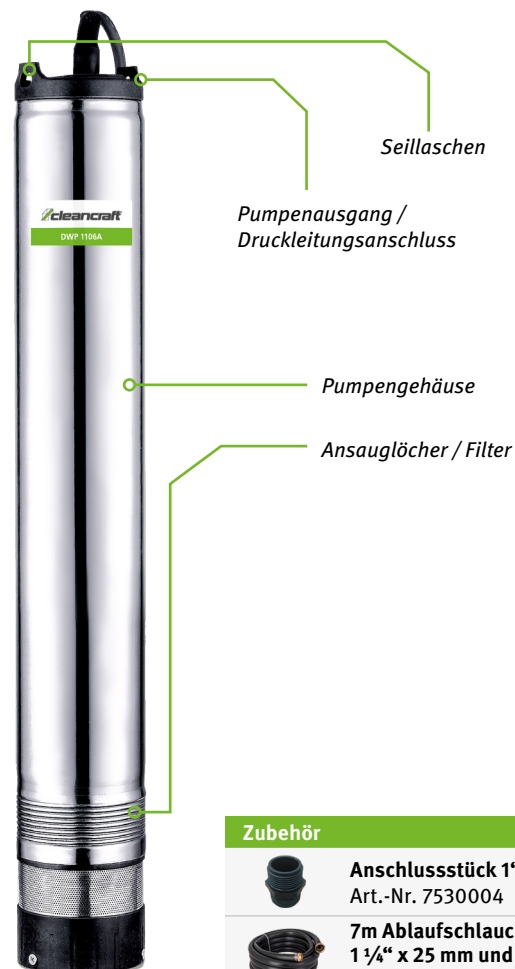 Seillaschen
cleancraft
Pumpenausgang /
Druckleitungsanschluss
DWP 1106A
Pumpengehäuse
Ansauglöcher / Filter
Zubehör
Anschlussstück 1“
Art.-Nr. 7530004
7m Ablaufschlauc
1 ¼“ x 25 mm und